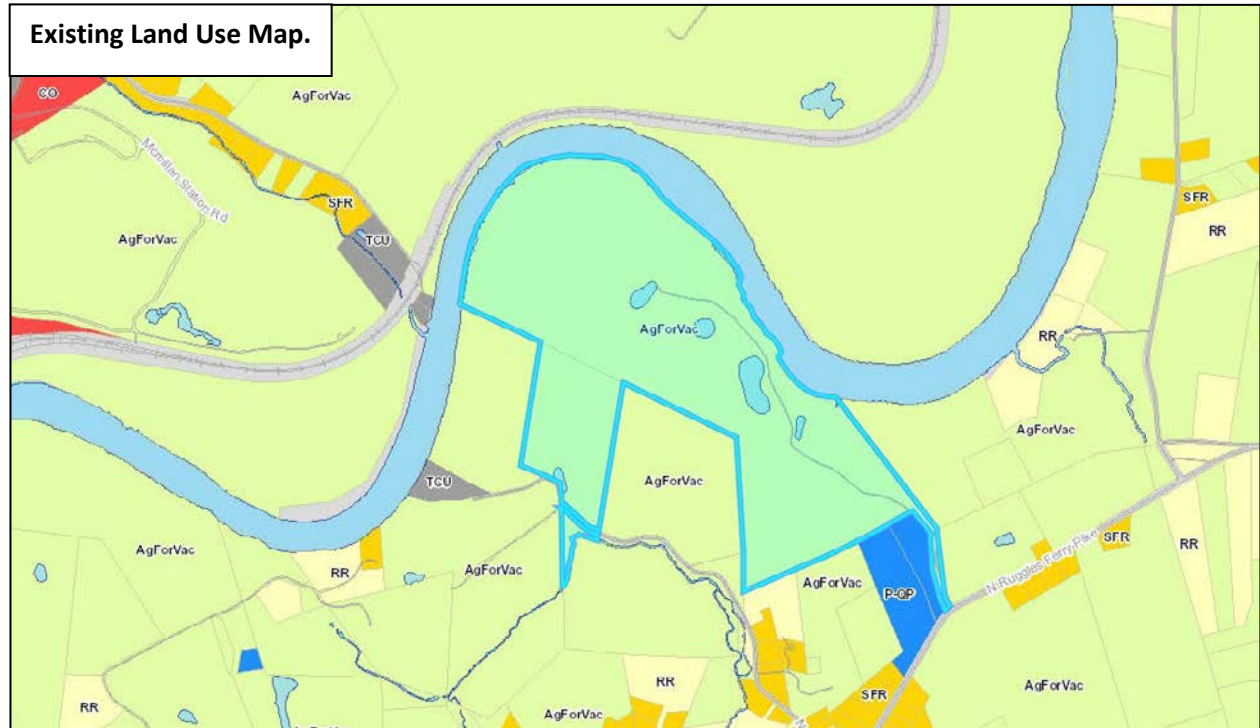 Existing Land Use Map.
CO
AgForVac
Mcmillan Station Rd
SFR
SFR
RR
AgForVac
TCU
AgForVac
RR
AgForVac
TCU
AgForVac
SFR
RR
AgForVac
AgForVac
RR
AgForVac
P-QP
N Ruggles Ferry Pike
RR
SFR
AgForVac
RR
AgForVac
AgForVac
N